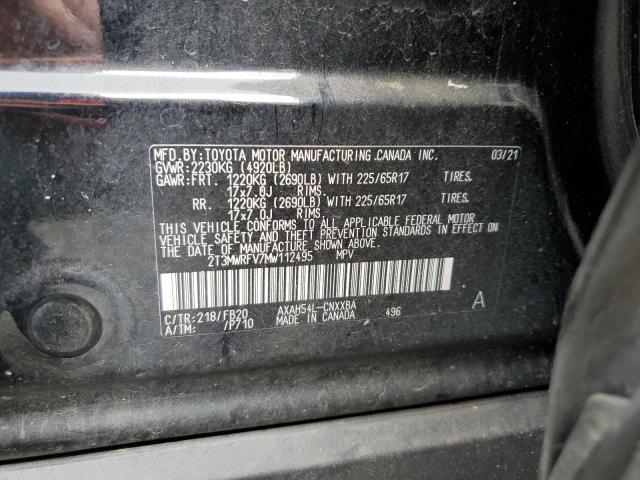 MFD.BY:TOYOTA MOTOR MANUFACTURING CANADA INC. 03/21
GVWR:2230KG (4920LB)
GAWR:FRT. 1220KG (2690LB) WITH 225/65R17 TIRES.
17x7.0J RIMS.
RR. 1220KG (2690LB) WITH 225/65R17 TIRES.
17x7.0J RIMS.
THIS VEHICLE CONFORMS TO ALL APPLICABLE FEDERAL MOTOR
VEHICLE SAFETY AND THEFT PREVENTION STANDARDS IN EFFECT ON
THE DATE OF MANUFACTURE SHOWN ABOVE.
2T3MWRFV7MW112495 MPV
C/TR:218/FB20 AXAH54L-CNXXBA 496 A
A/TM: /P710 MADE IN CANADA